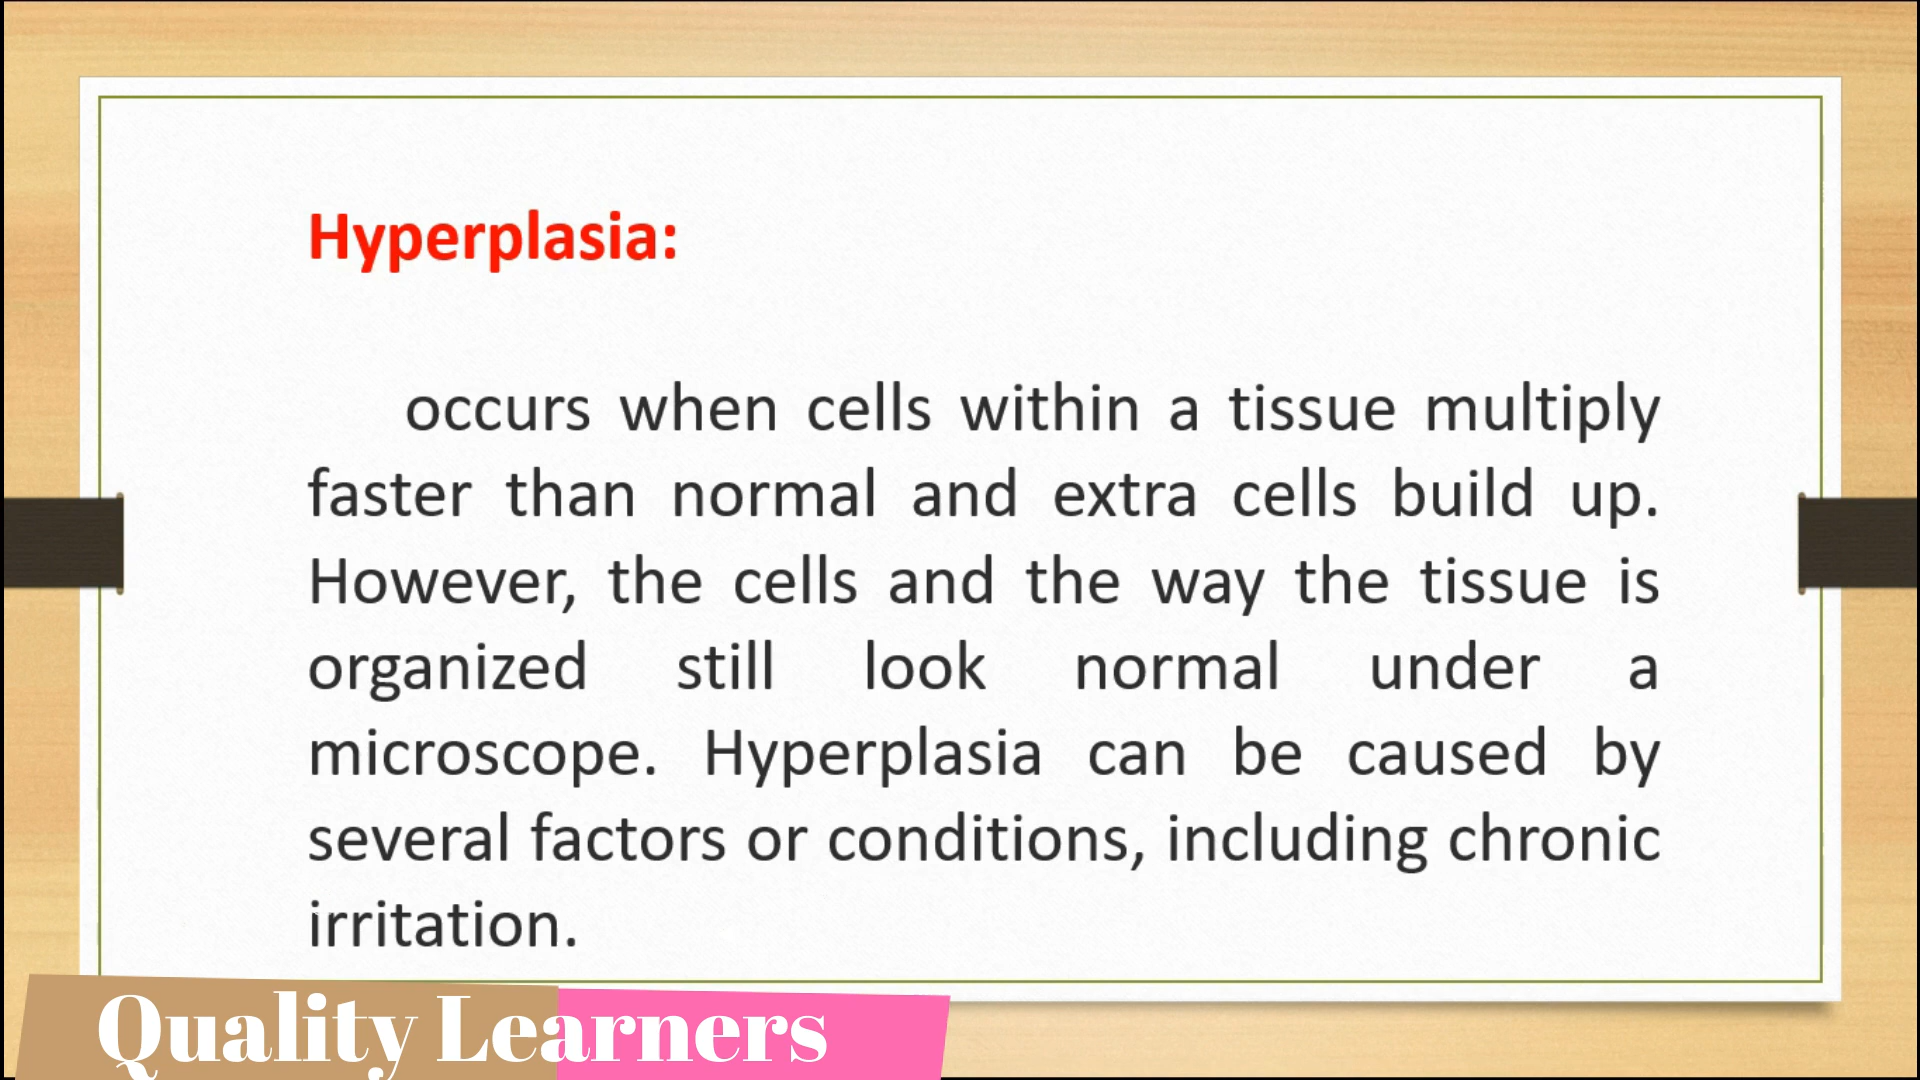 Hyperplasia:
occurs when cells within a tissue multiply
faster than normal and extra cells build up.
However, the cells and the way the tissue is
organized still look normal under a
microscope. Hyperplasia can be caused by
several factors or conditions, including chronic
irritation.
Quality Learners